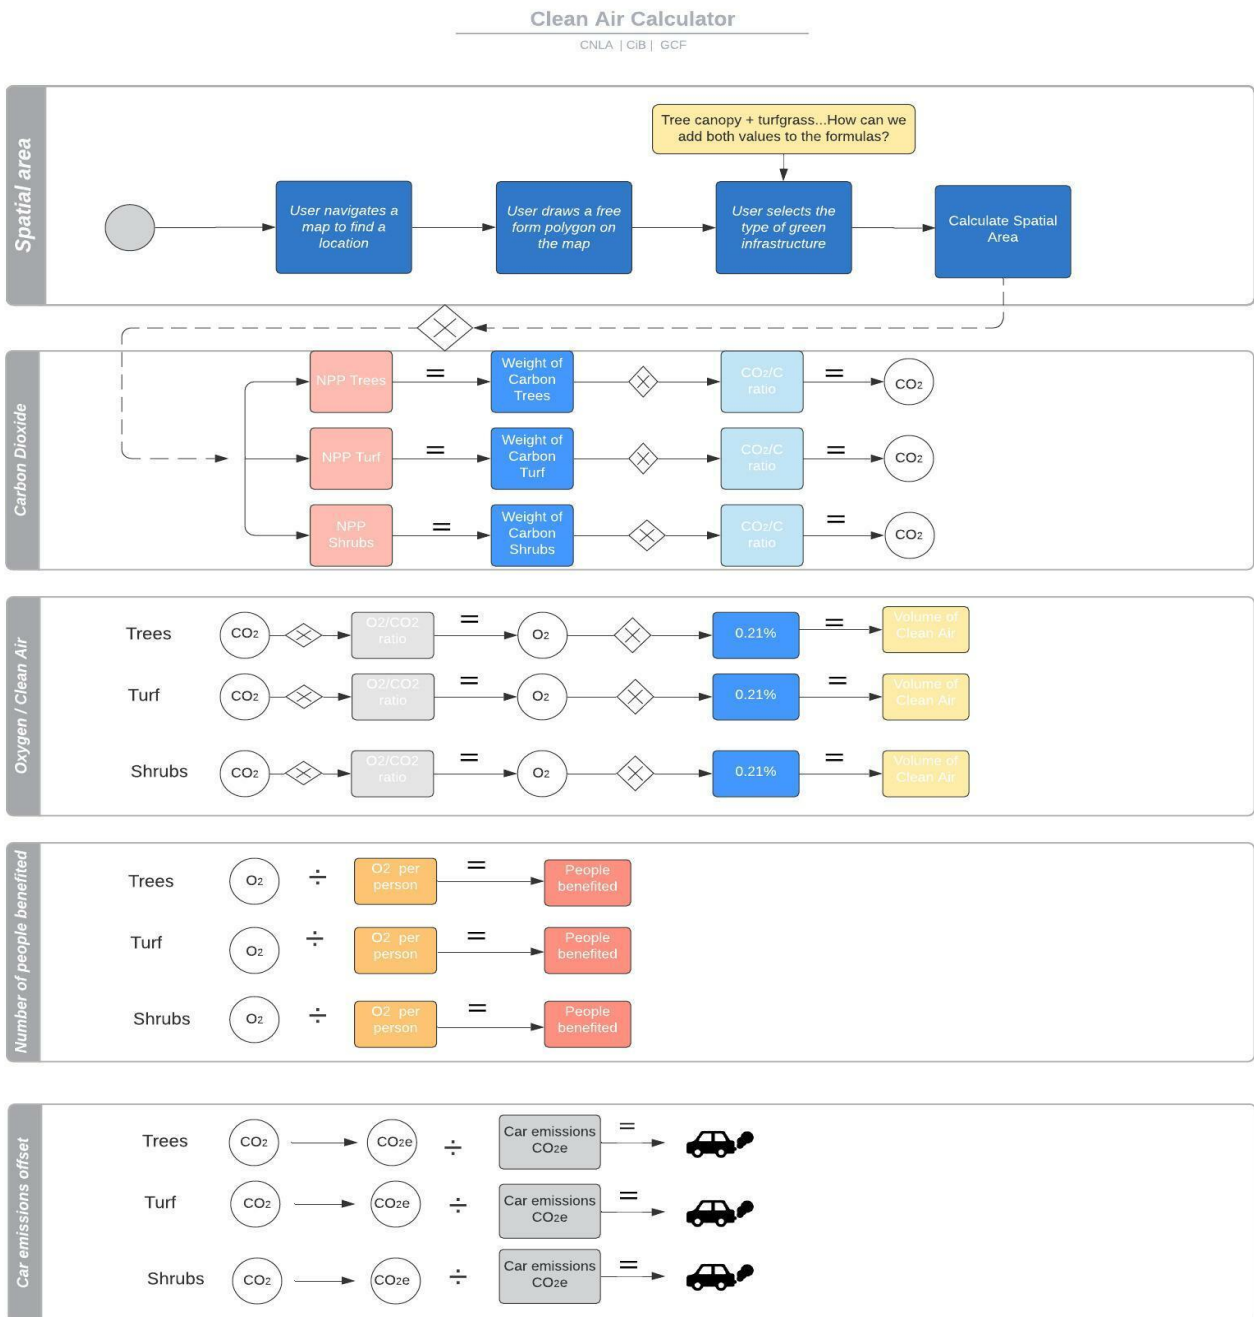 Clean Air Calculator
CNLA | CiB | GCF
Spatial area
Tree canopy + turfgrass...How can we
add both values to the formulas?
User navigates a
map to find a
location
User draws a free
form polygon on
the map
User selects the
type of green
infrastructure
Calculate Spatial
Area
Carbon Dioxide
NPP Trees
=
Weight of
Carbon
Trees
CO2/C
ratio
=
CO2
NPP Turf
=
Weight of
Carbon
Turf
CO2/C
ratio
=
CO2
NPP
Shrubs
=
Weight of
Carbon
Shrubs
CO2/C
ratio
=
CO2
Oxygen / Clean Air
Trees
CO2
O2/CO2
ratio
=
O2
0.21%
=
Volume of
Clean Air
Turf
CO2
O2/CO2
ratio
=
O2
0.21%
=
Volume of
Clean Air
Shrubs
CO2
O2/CO2
ratio
=
O2
0.21%
=
Volume of
Clean Air
Number of people benefited
Trees
O2
÷
O2 per
person
=
People
benefited
Turf
O2
÷
O2 per
person
=
People
benefited
Shrubs
O2
÷
O2 per
person
=
People
benefited
Car emissions offset
Trees
CO2
CO2e
÷
Car emissions
CO2e
=
Turf
CO2
CO2e
÷
Car emissions
CO2e
=
Shrubs
CO2
CO2e
÷
Car emissions
CO2e
=